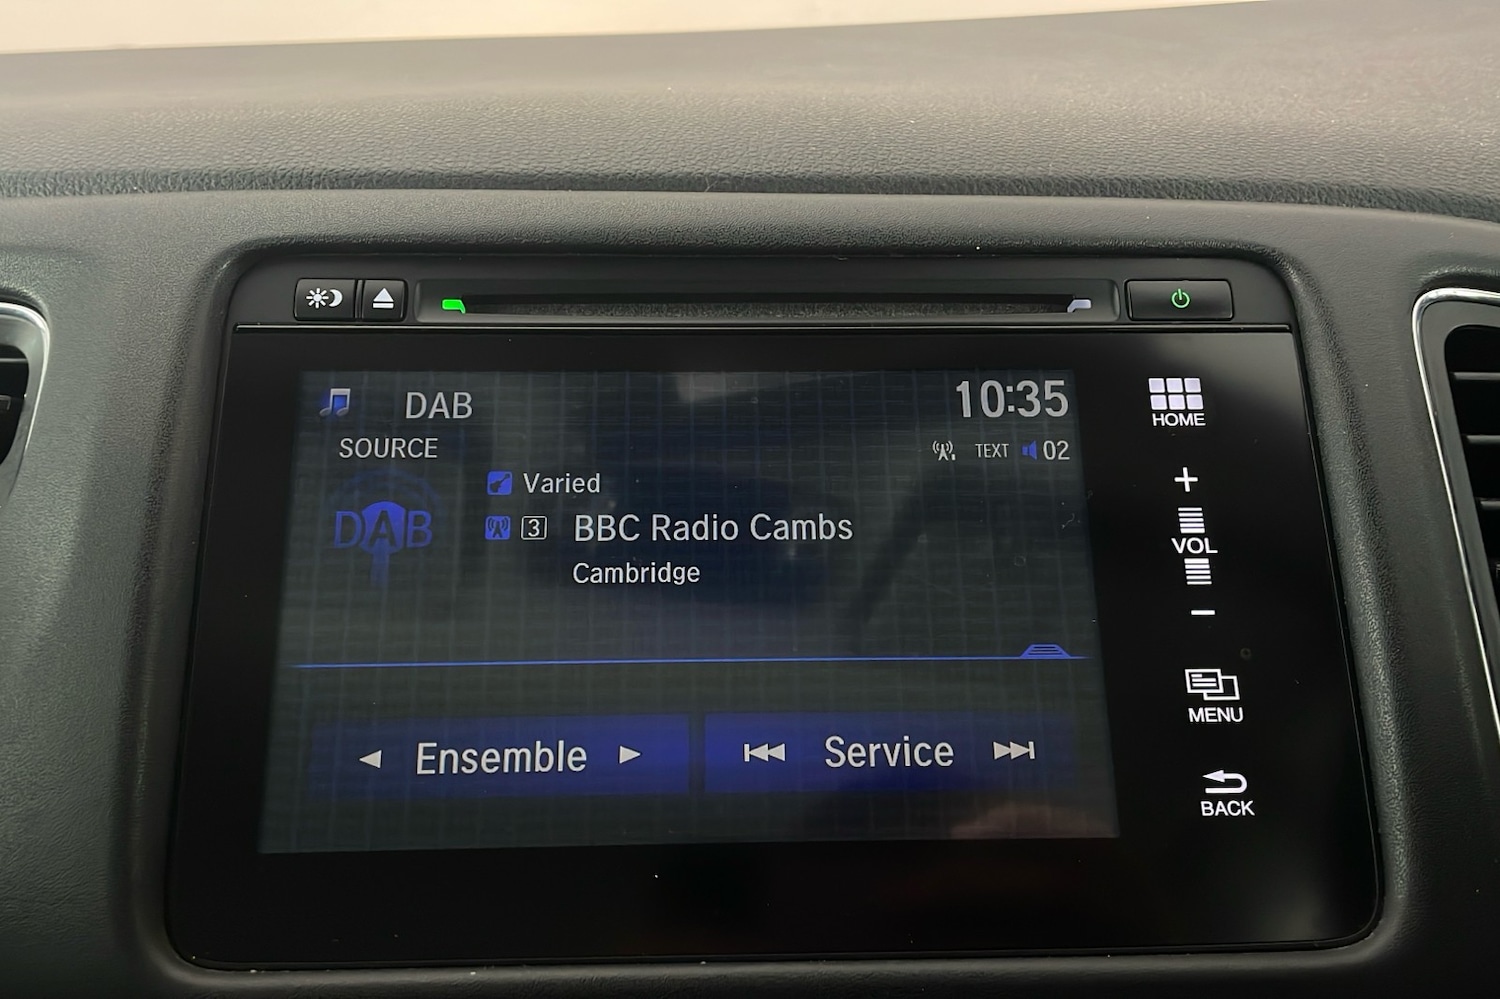 DAB
10:35
SOURCE
TEXT 02
DAB
Varied
3 BBC Radio Cambs
Cambridge
Ensemble
Service
HOME
+
VOL
−
MENU
BACK